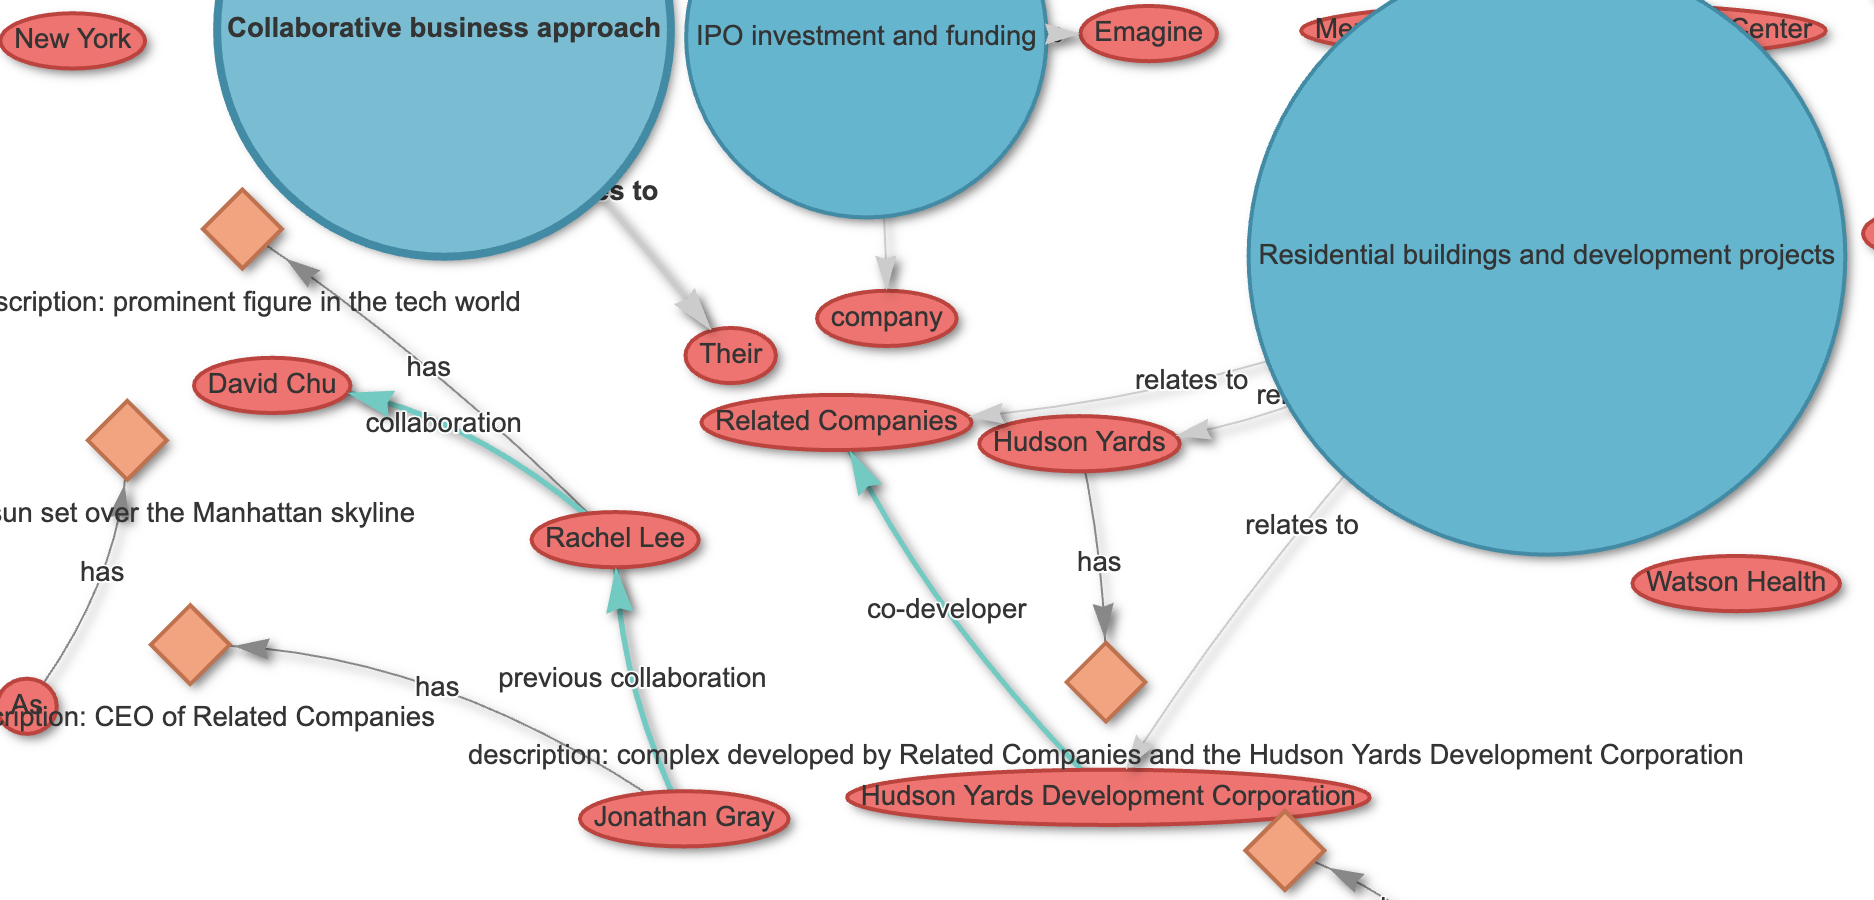 New York
Collaborative business approach
IPO investment and funding
Emagine
Center
es to
Residential buildings and development projects
scription: prominent figure in the tech world
company
Their
has
David Chu
relates to
collaboration
Related Companies
Hudson Yards
sun set over the Manhattan skyline
relates to
Rachel Lee
has
has
Watson Health
co-developer
previous collaboration
has
As
cription: CEO of Related Companies
description: complex developed by Related Companies and the Hudson Yards Development Corporation
Hudson Yards Development Corporation
Jonathan Gray